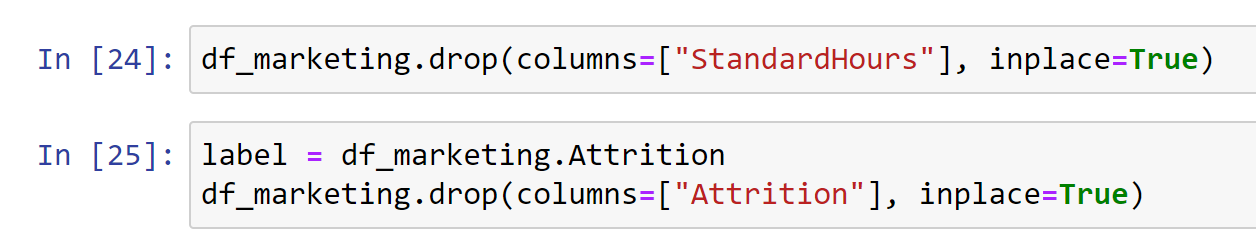 In [24]: df_marketing.drop(columns=["StandardHours"], inplace=True)
In [25]: label = df_marketing.Attrition
df_marketing.drop(columns=["Attrition"], inplace=True)